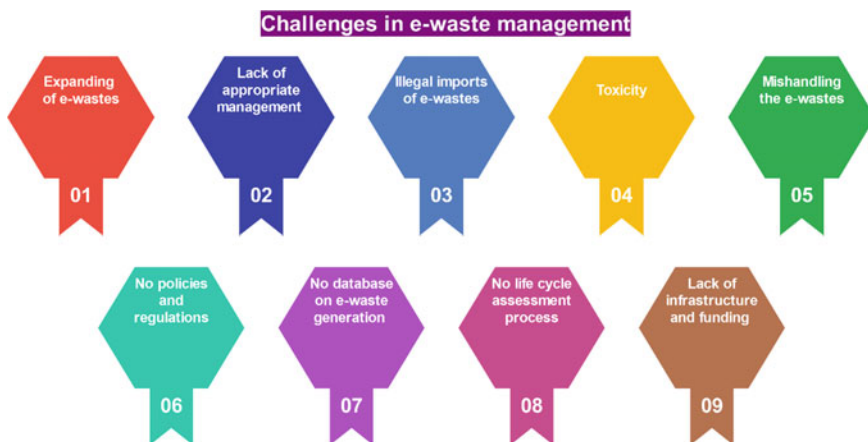 Challenges in e-waste management
Expanding
of e-wastes
01
Lack of
appropriate
management
02
Illegal imports
of e-wastes
03
Toxicity
04
Mishandling
the e-wastes
05
No policies
and
regulations
06
No database
on e-waste
generation
07
No life cycle
assessment
process
08
Lack of
infrastructure
and funding
09